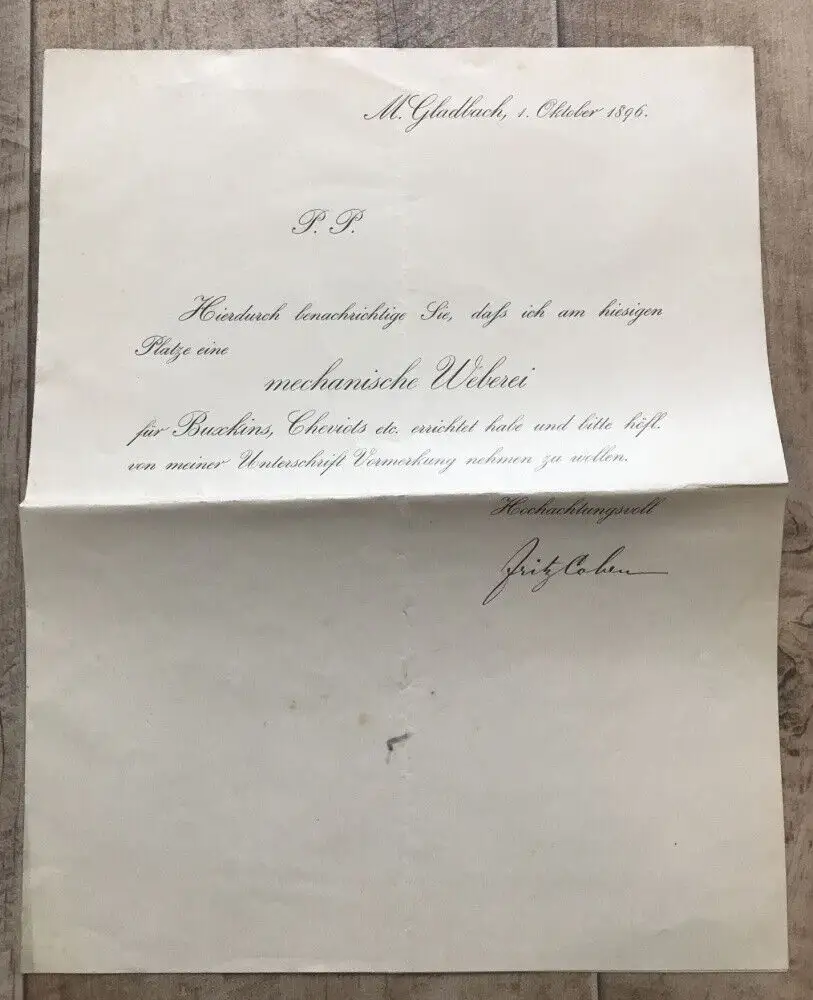 M. Gladbach, 1. Oktober 1896.
P. P.
Hierdurch benachrichtige Sie, daſs ich am hiesigen
Platze eine
mechanische Weberei
für Buxkins, Cheviots etc. errichtet habe und bitte höfl.
von meiner Unterschrift Vormerkung nehmen zu wollen.
Hochachtungsvoll
Fritz Cohen